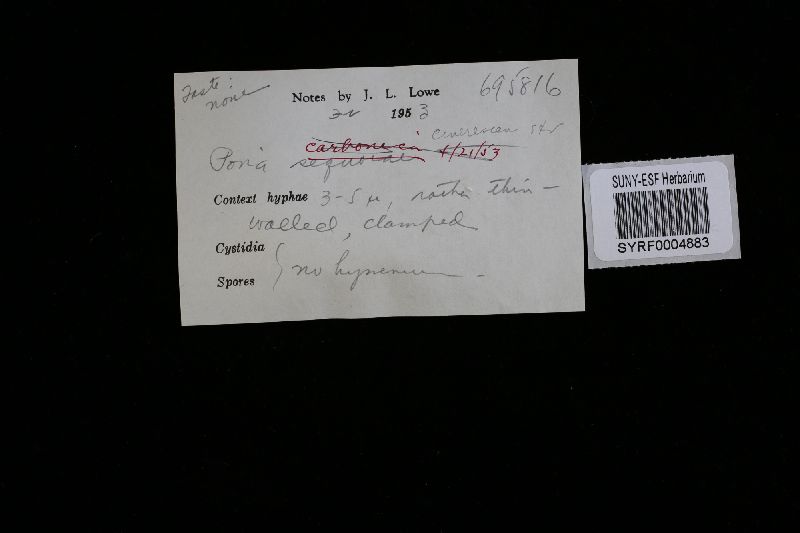 Taste:
none
695816
Notes by J. L. Lowe
1953
cinerescens
carbonica 4/21/53
Poria sequoiae
Context hyphae 3-5 µ, rather thin-
walled, clamped
Cystidia
Spores
no hymenium -
SUNY-ESF Herbarium
SYRF0004883